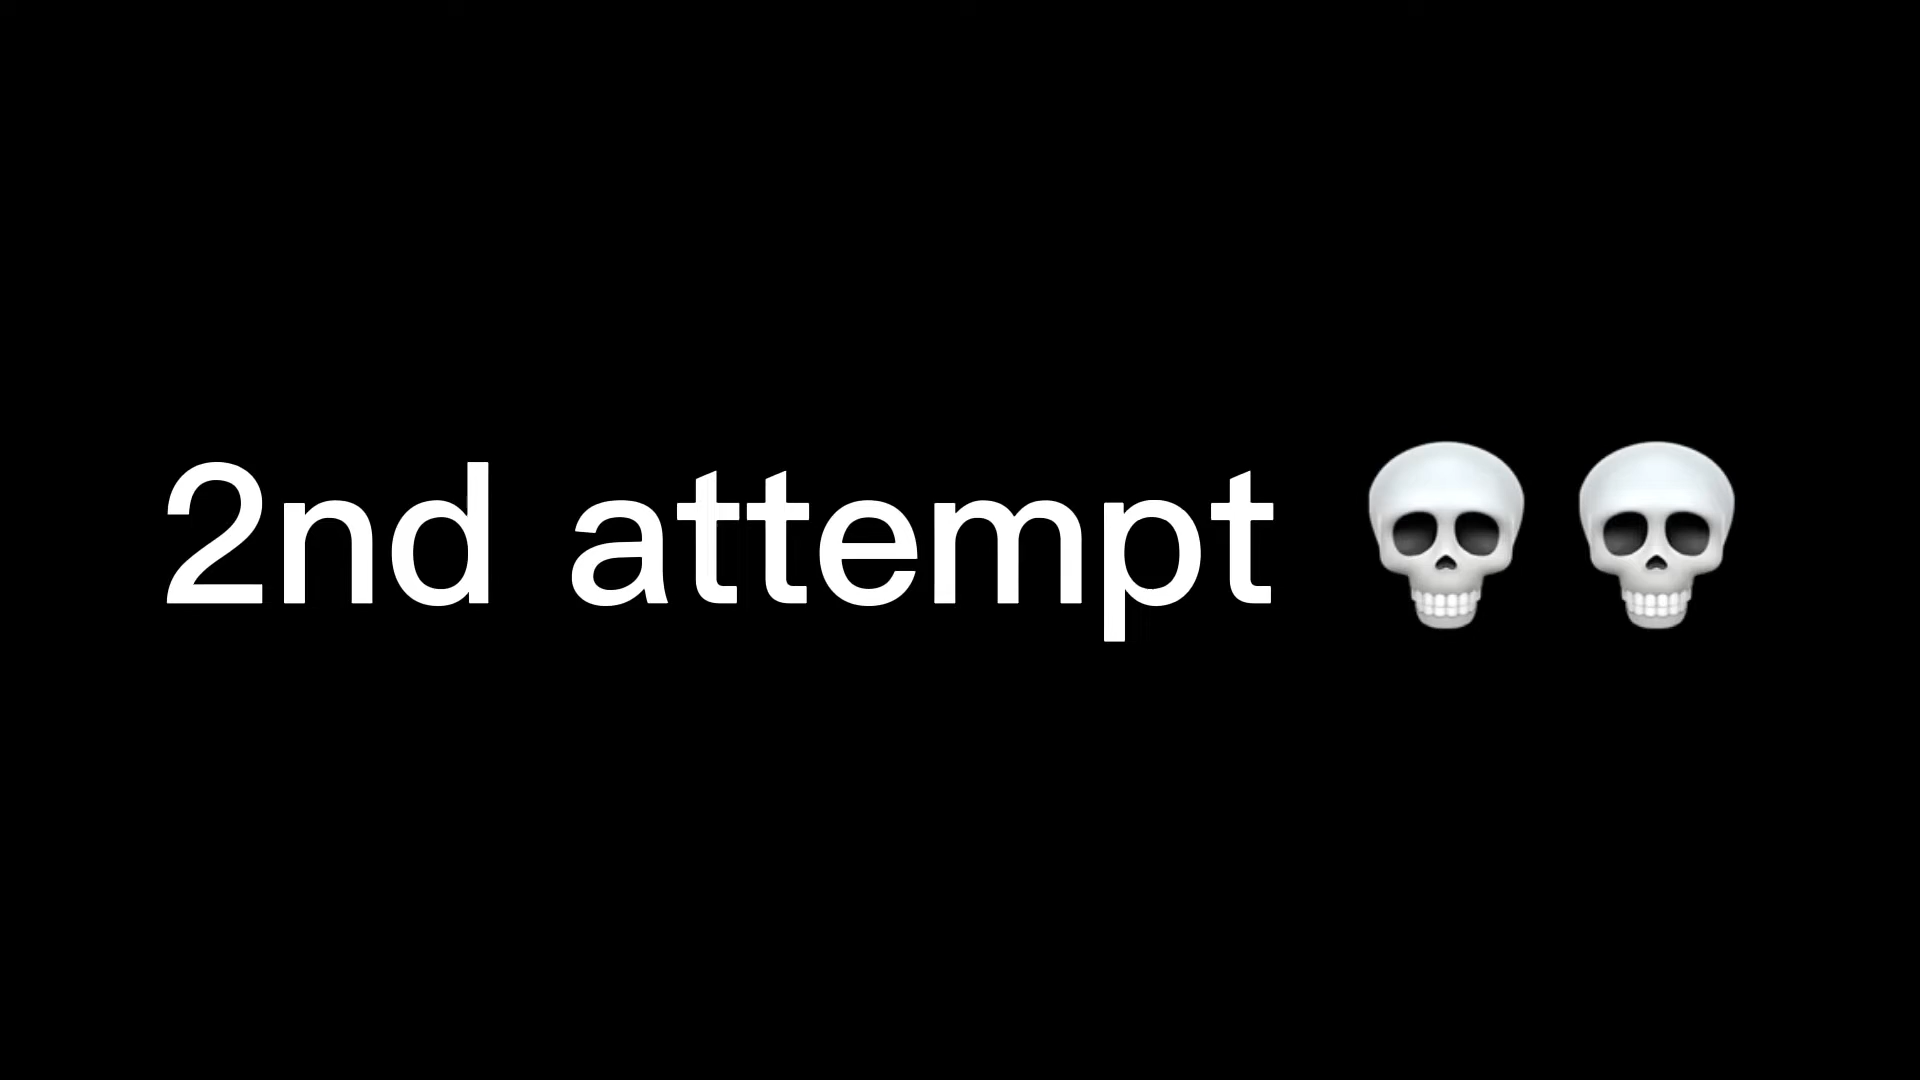 2nd attempt 💀💀